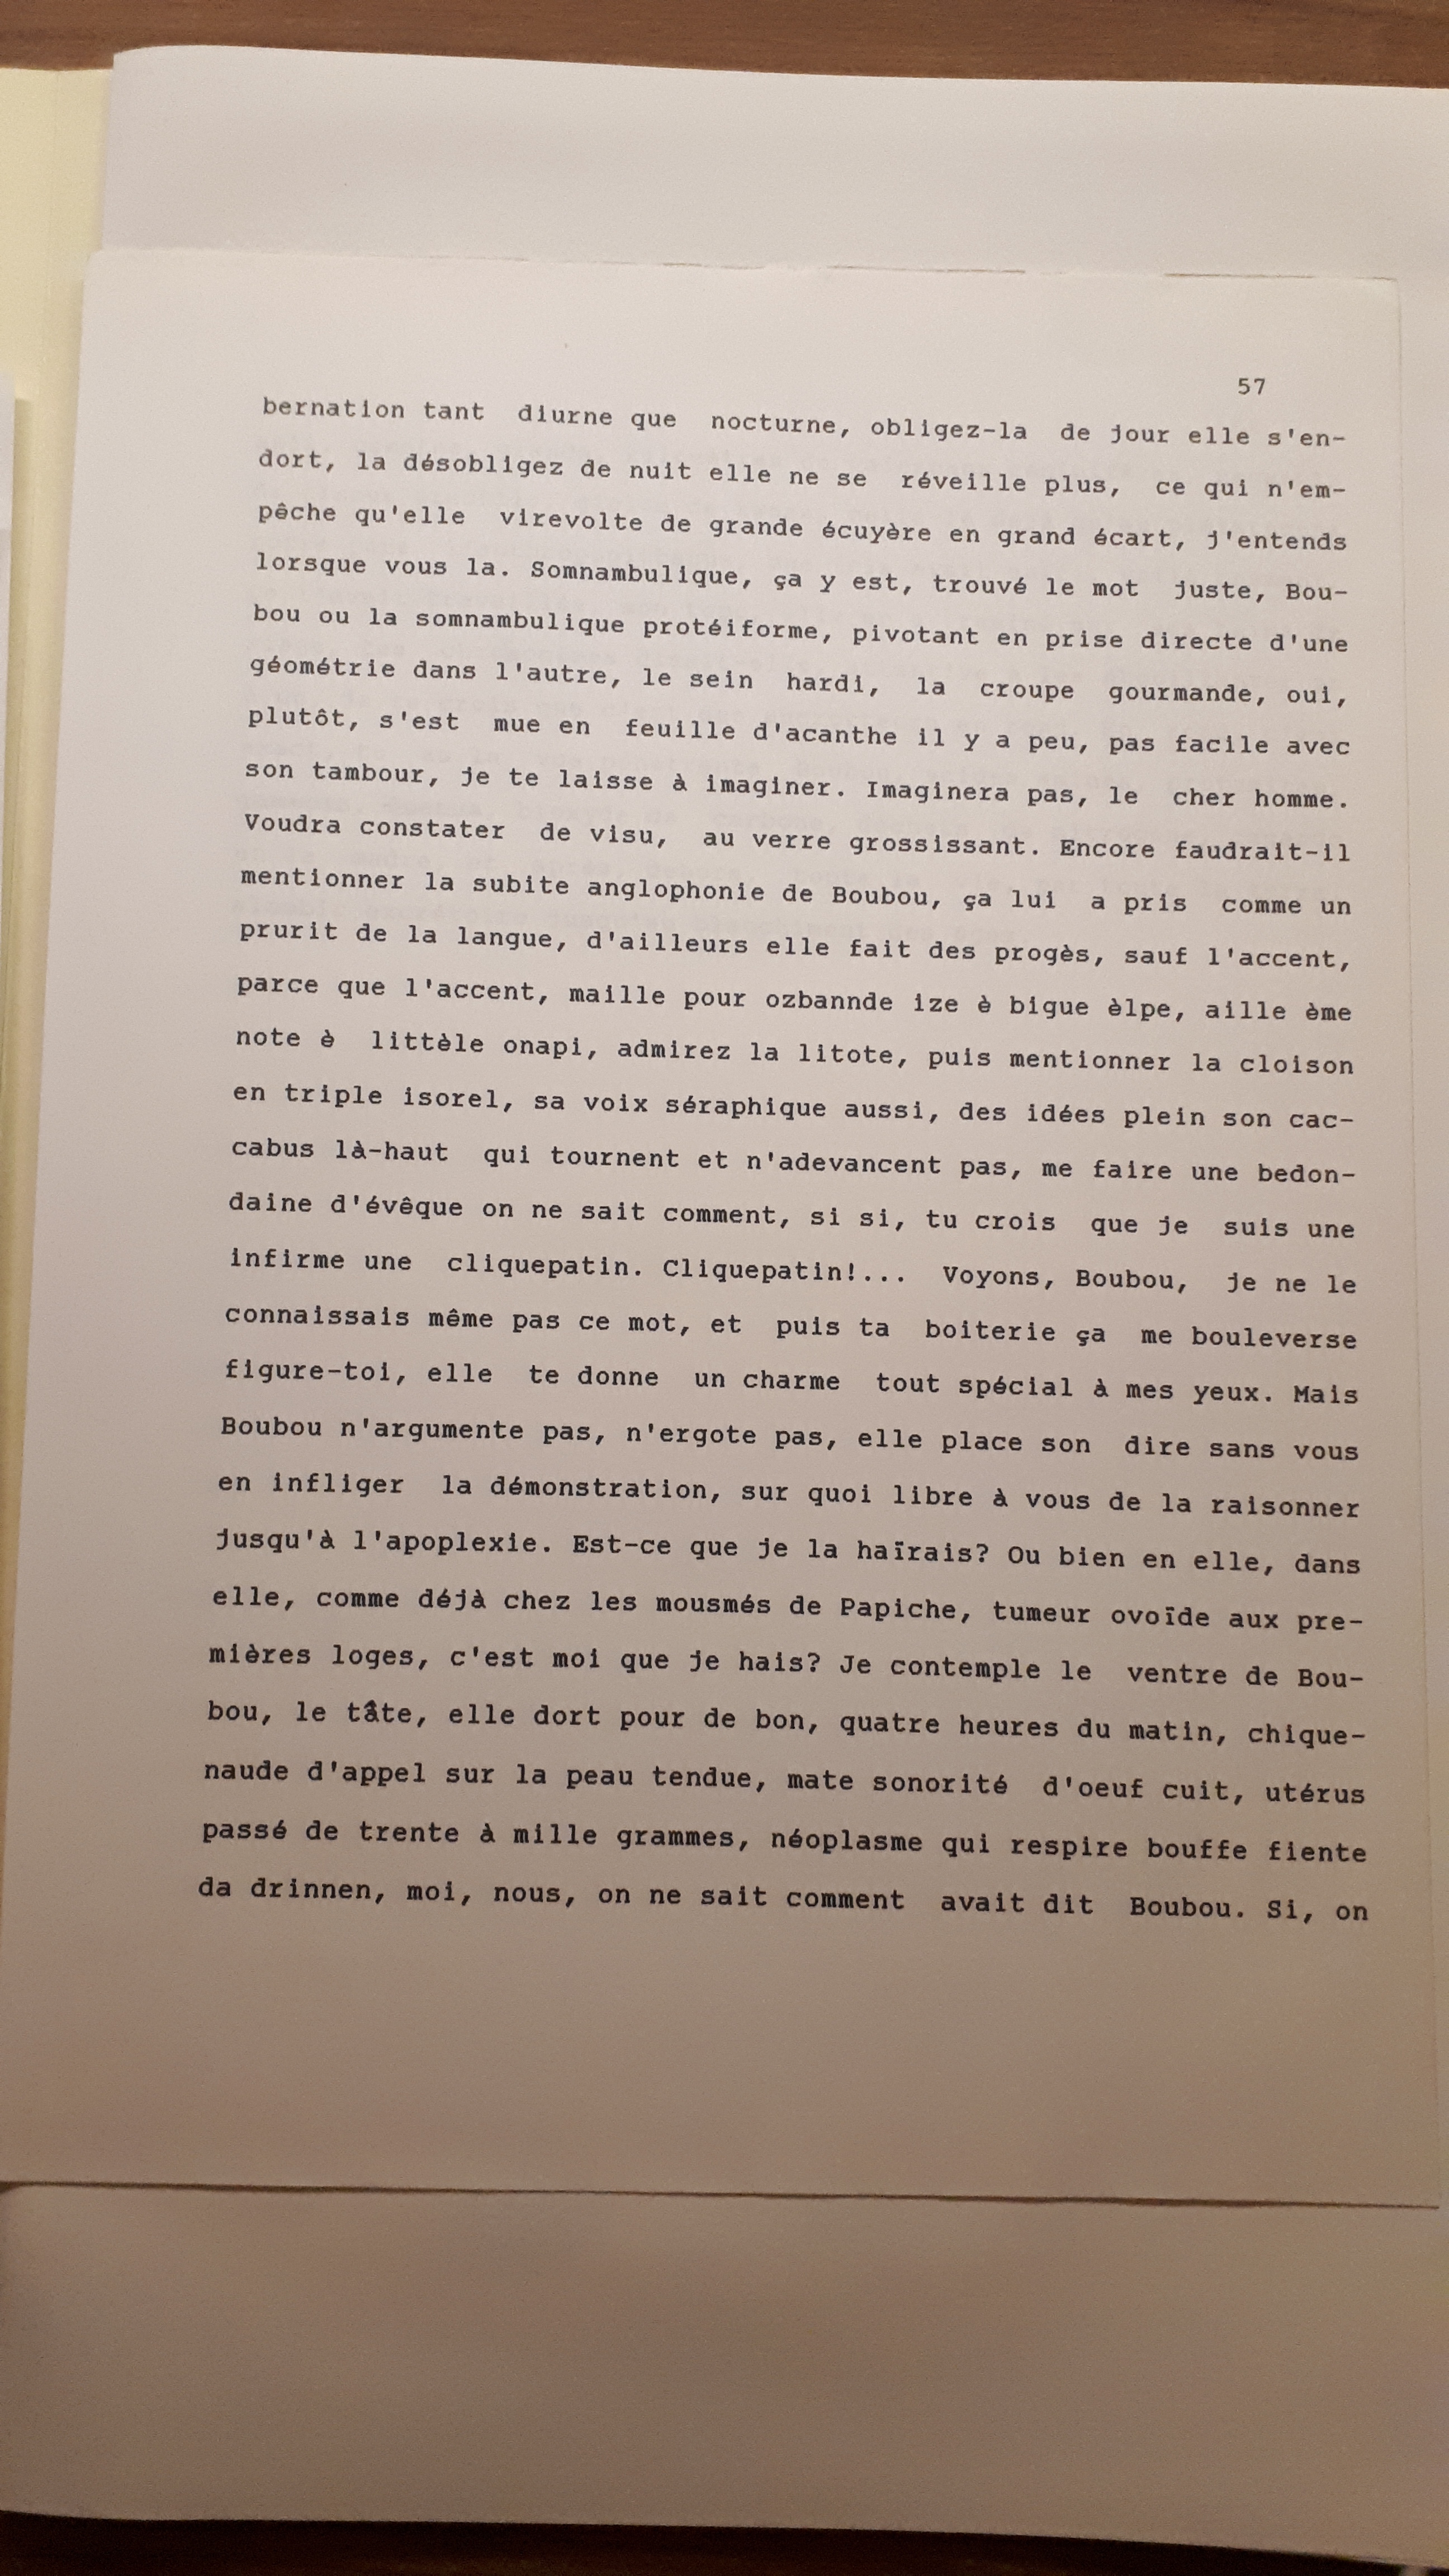 57
bernation tant diurne que nocturne, obligez-la de jour elle s'en-
dort, la désobligez de nuit elle ne se réveille plus, ce qui n'em-
pêche qu'elle virevolte de grande écuyère en grand écart, j'entends
lorsque vous la. Somnambulique, ça y est, trouvé le mot juste, Bou-
bou ou la somnambulique protéiforme, pivotant en prise directe d'une
géométrie dans l'autre, le sein hardi, la croupe gourmande, oui,
plutôt, s'est mue en feuille d'acanthe il y a peu, pas facile avec
son tambour, je te laisse à imaginer. Imaginera pas, le cher homme.
Voudra constater de visu, au verre grossissant. Encore faudrait-il
mentionner la subite anglophonie de Boubou, ça lui a pris comme un
prurit de la langue, d'ailleurs elle fait des progès, sauf l'accent,
parce que l'accent, maille pour ozbannde ize è bigue èlpe, aille ème
note è littèle onapi, admirez la litote, puis mentionner la cloison
en triple isorel, sa voix séraphique aussi, des idées plein son cac-
cabus là-haut qui tournent et n'adevancent pas, me faire une bedon-
daine d'évêque on ne sait comment, si si, tu crois que je suis une
infirme une cliquepatin. Cliquepatin!... Voyons, Boubou, je ne le
connaissais même pas ce mot, et puis ta boiterie ça me bouleverse
figure-toi, elle te donne un charme tout spécial à mes yeux. Mais
Boubou n'argumente pas, n'ergote pas, elle place son dire sans vous
en infliger la démonstration, sur quoi libre à vous de la raisonner
jusqu'à l'apoplexie. Est-ce que je la haïrais? Ou bien en elle, dans
elle, comme déjà chez les mousmés de Papiche, tumeur ovoïde aux pre-
mières loges, c'est moi que je hais? Je contemple le ventre de Bou-
bou, le tâte, elle dort pour de bon, quatre heures du matin, chique-
naude d'appel sur la peau tendue, mate sonorité d'oeuf cuit, utérus
passé de trente à mille grammes, néoplasme qui respire bouffe fiente
da drinnen, moi, nous, on ne sait comment avait dit Boubou. Si, on